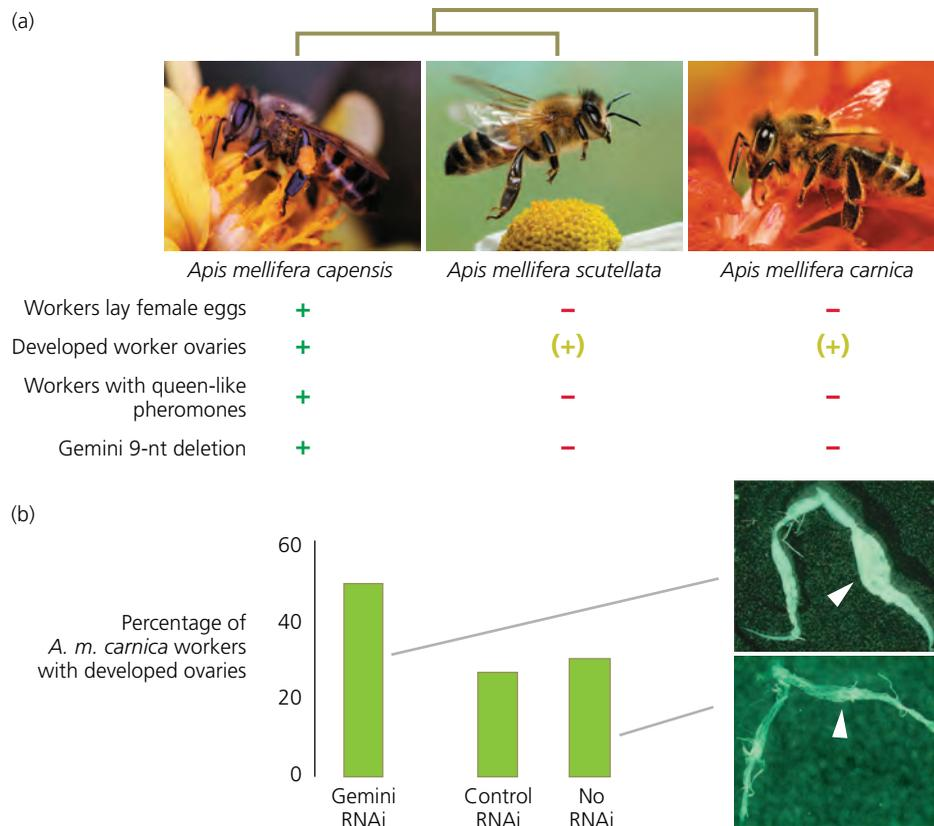 (a)
Apis mellifera capensis
Apis mellifera scutellata
Apis mellifera carnica
Workers lay female eggs + − −
Developed worker ovaries + (+) (+)
Workers with queen-like
pheromones + − −
Gemini 9-nt deletion + − −
(b)
60
40
20
0
Percentage of
A. m. carnica workers
with developed ovaries
Gemini
RNAi
Control
RNAi
No
RNAi